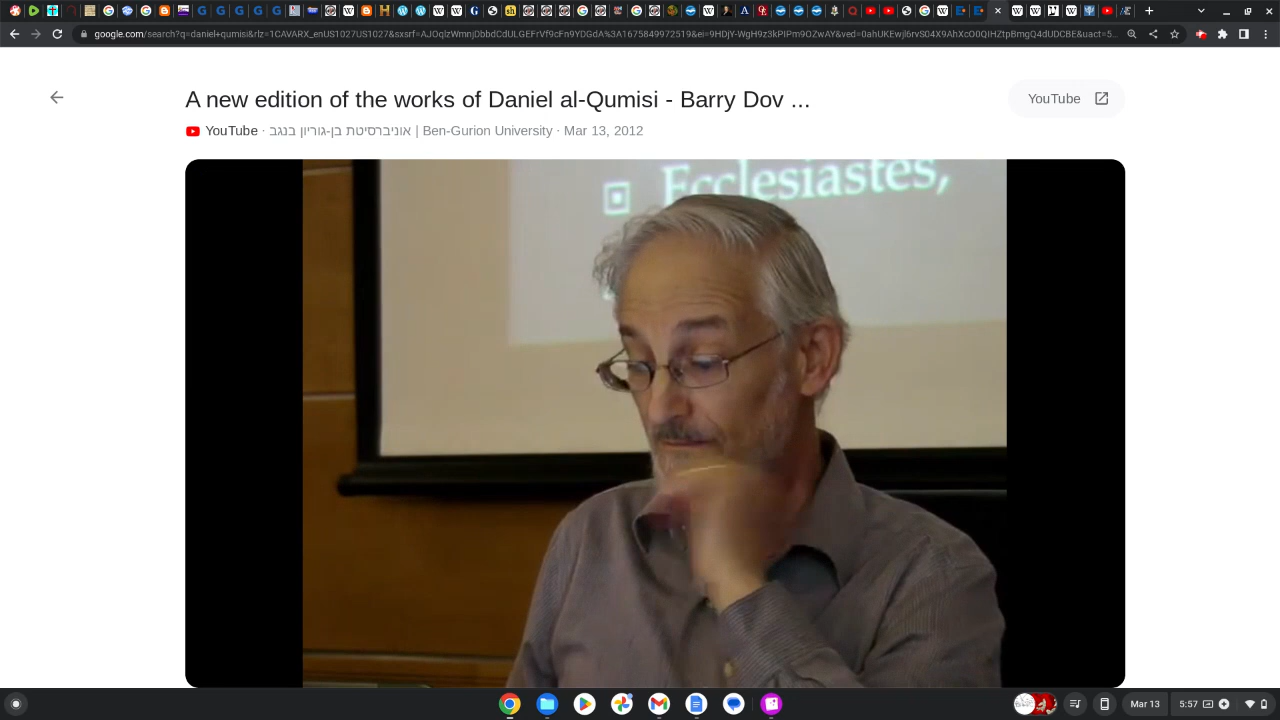 google.com/search?q=daniel+qumisi&rlz=1CAVARX_enUS1027US1027&sxsrf=AJOqlzWmnjDbbdCdULGEFrVf9cFn9YDGdA%3A1675849972519&ei=9HDjY-WgH9z3kPIPm9OZwAY&ved=0ahUKEwjl6rvS04X9AhXcO0QIHZtpBmgQ4dUDCBE&uact=5...
A new edition of the works of Daniel al-Qumisi - Barry Dov ...
YouTube
YouTube · אוניברסיטת בן-גוריון בנגב | Ben-Gurion University · Mar 13, 2012
Ecclesiastes,
Mar 13
5:57